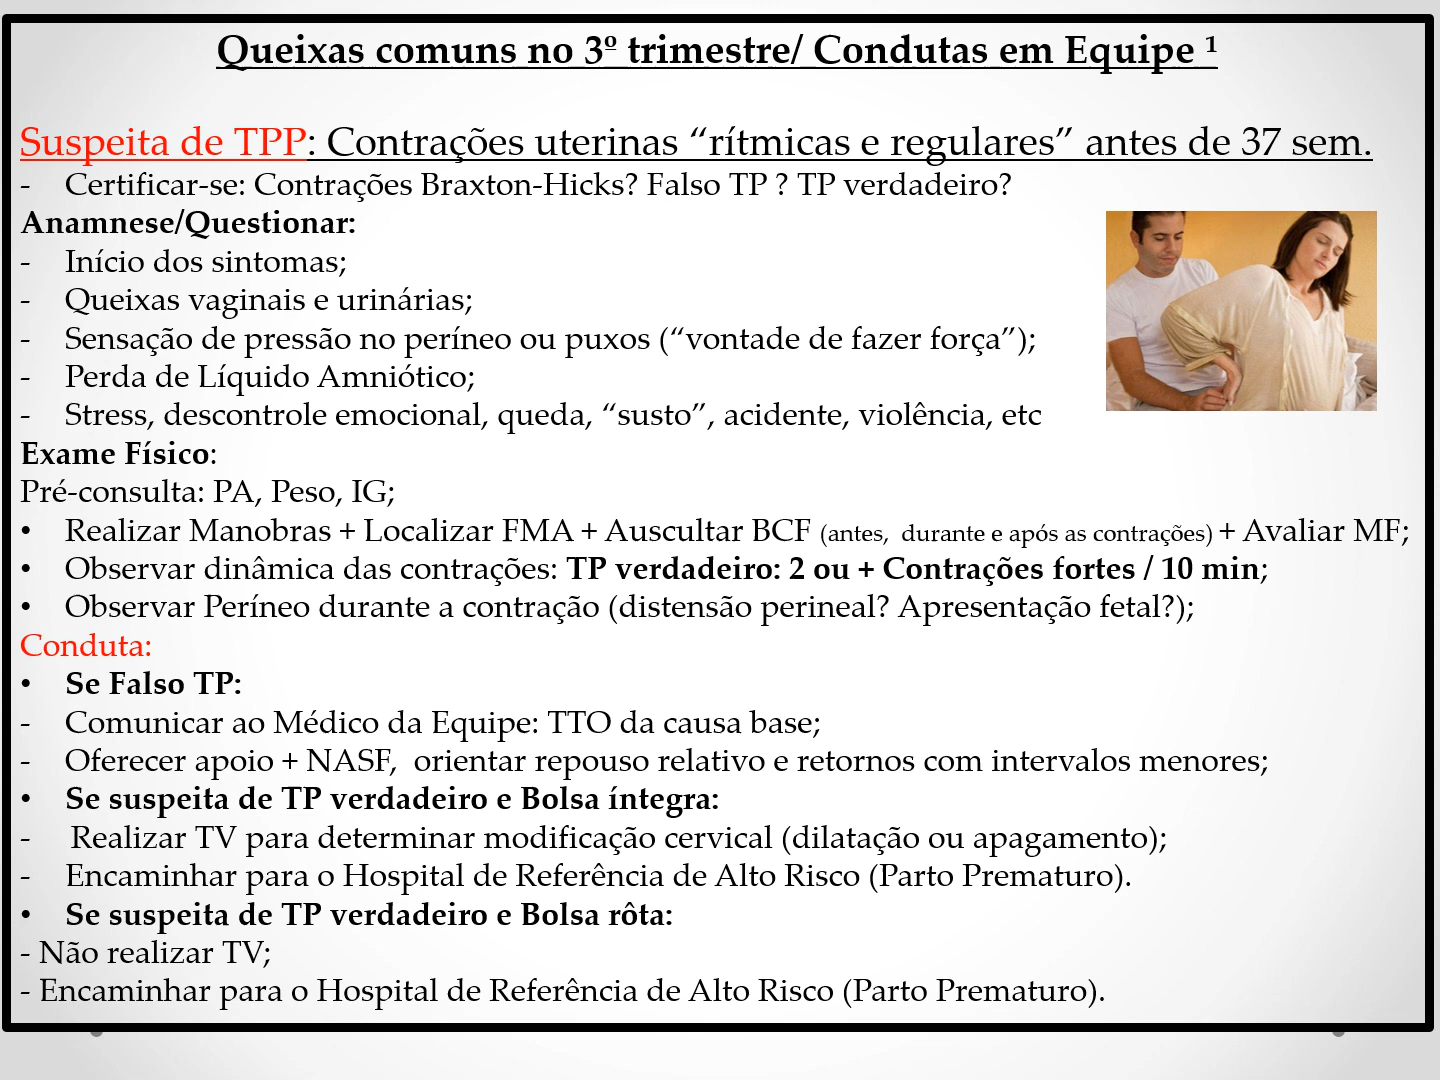 Queixas comuns no 3º trimestre/ Condutas em Equipe ¹
Suspeita de TPP: Contrações uterinas “rítmicas e regulares” antes de 37 sem.
- Certificar-se: Contrações Braxton-Hicks? Falso TP ? TP verdadeiro?
Anamnese/Questionar:
- Início dos sintomas;
- Queixas vaginais e urinárias;
- Sensação de pressão no períneo ou puxos (“vontade de fazer força”);
- Perda de Líquido Amniótico;
- Stress, descontrole emocional, queda, “susto”, acidente, violência, etc
Exame Físico:
Pré-consulta: PA, Peso, IG;
• Realizar Manobras + Localizar FMA + Auscultar BCF (antes, durante e após as contrações) + Avaliar MF;
• Observar dinâmica das contrações: TP verdadeiro: 2 ou + Contrações fortes / 10 min;
• Observar Períneo durante a contração (distensão perineal? Apresentação fetal?);
Conduta:
• Se Falso TP:
- Comunicar ao Médico da Equipe: TTO da causa base;
- Oferecer apoio + NASF, orientar repouso relativo e retornos com intervalos menores;
• Se suspeita de TP verdadeiro e Bolsa íntegra:
- Realizar TV para determinar modificação cervical (dilatação ou apagamento);
- Encaminhar para o Hospital de Referência de Alto Risco (Parto Prematuro).
• Se suspeita de TP verdadeiro e Bolsa rôta:
- Não realizar TV;
- Encaminhar para o Hospital de Referência de Alto Risco (Parto Prematuro).